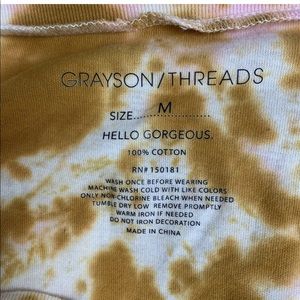 GRAYSON/THREADS
SIZE....M....
HELLO GORGEOUS.
100% COTTON
RN# 150181
WASH ONCE BEFORE WEARING
MACHINE WASH COLD WITH LIKE COLORS
ONLY NON-CHLORINE BLEACH WHEN NEEDED
TUMBLE DRY LOW REMOVE PROMPTLY
WARM IRON IF NEEDED
DO NOT IRON DECORATION
MADE IN CHINA